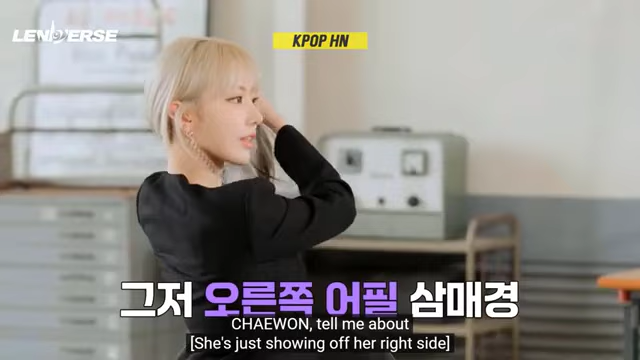 LENIVERSE
KPOP HN
그저 오른쪽 어필 삼매경
CHAEWON, tell me about
[She's just showing off her right side]